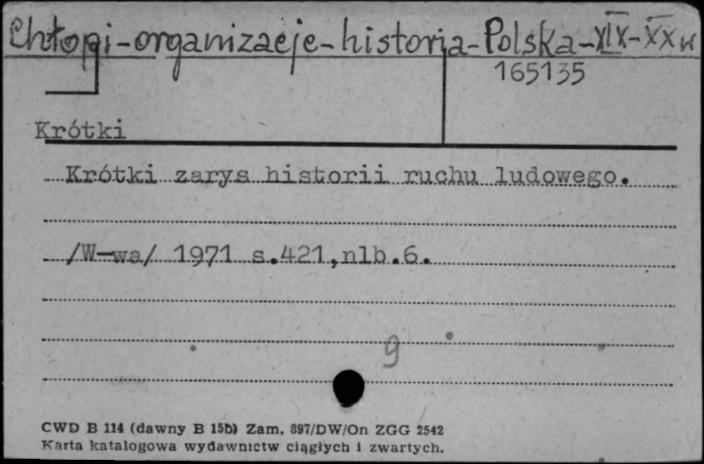 Chłopi-organizacje-historia-Polska-XIX-XX w
165135
Krótki
Krótki zarys historii ruchu ludowego.
/W-wa/ 1971 s.421,nlb.6.
9
CWD B 114 (dawny B 15b) Zam. 897/DW/On ZGG 2542
Karta katalogowa wydawnictw ciągłych i zwartych.